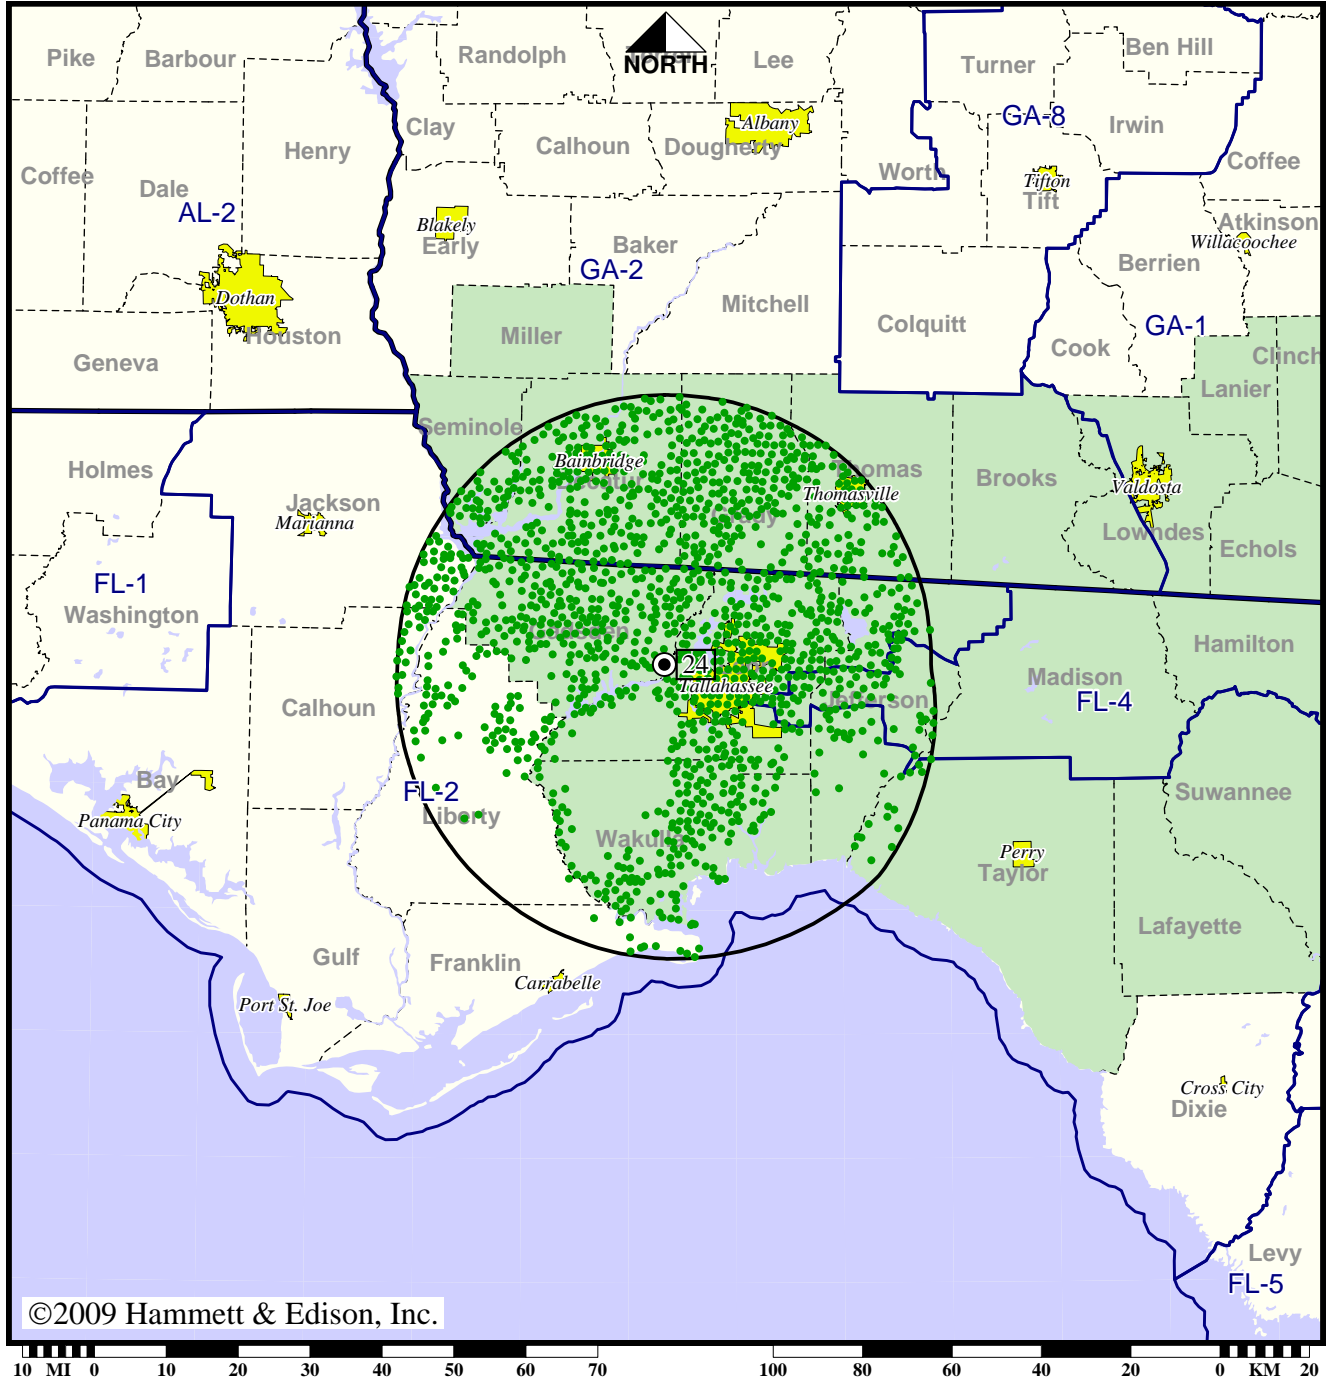 Pike
Barbour
Randolph
NORTH
Lee
Turner
Ben Hill
Clay
Calhoun
Dougherty
Albany
GA-8
Irwin
Henry
Coffee
Dale
AL-2
Worth
Tifton
Tift
Coffee
Atkinson
Willacoochee
Blakely
Early
Baker
GA-2
Berrien
Dothan
Houston
Mitchell
Colquitt
GA-1
Geneva
Miller
Cook
Clinch
Lanier
Seminole
Holmes
Bainbridge
Thomas
Thomasville
Brooks
Valdosta
Jackson
Marianna
Grady
Lowndes
Echols
FL-1
Washington
Gadsden
Hamilton
24
Tallahassee
Madison
Jefferson
FL-4
Calhoun
Bay
FL-2
Liberty
Suwannee
Panama City
Wakulla
Perry
Taylor
Lafayette
Gulf
Franklin
Carrabelle
Port St. Joe
Cross City
Dixie
Levy
FL-5
©2009 Hammett & Edison, Inc.
10 MI 0 10 20 30 40 50 60 70 100 80 60 40 20 0 KM 20